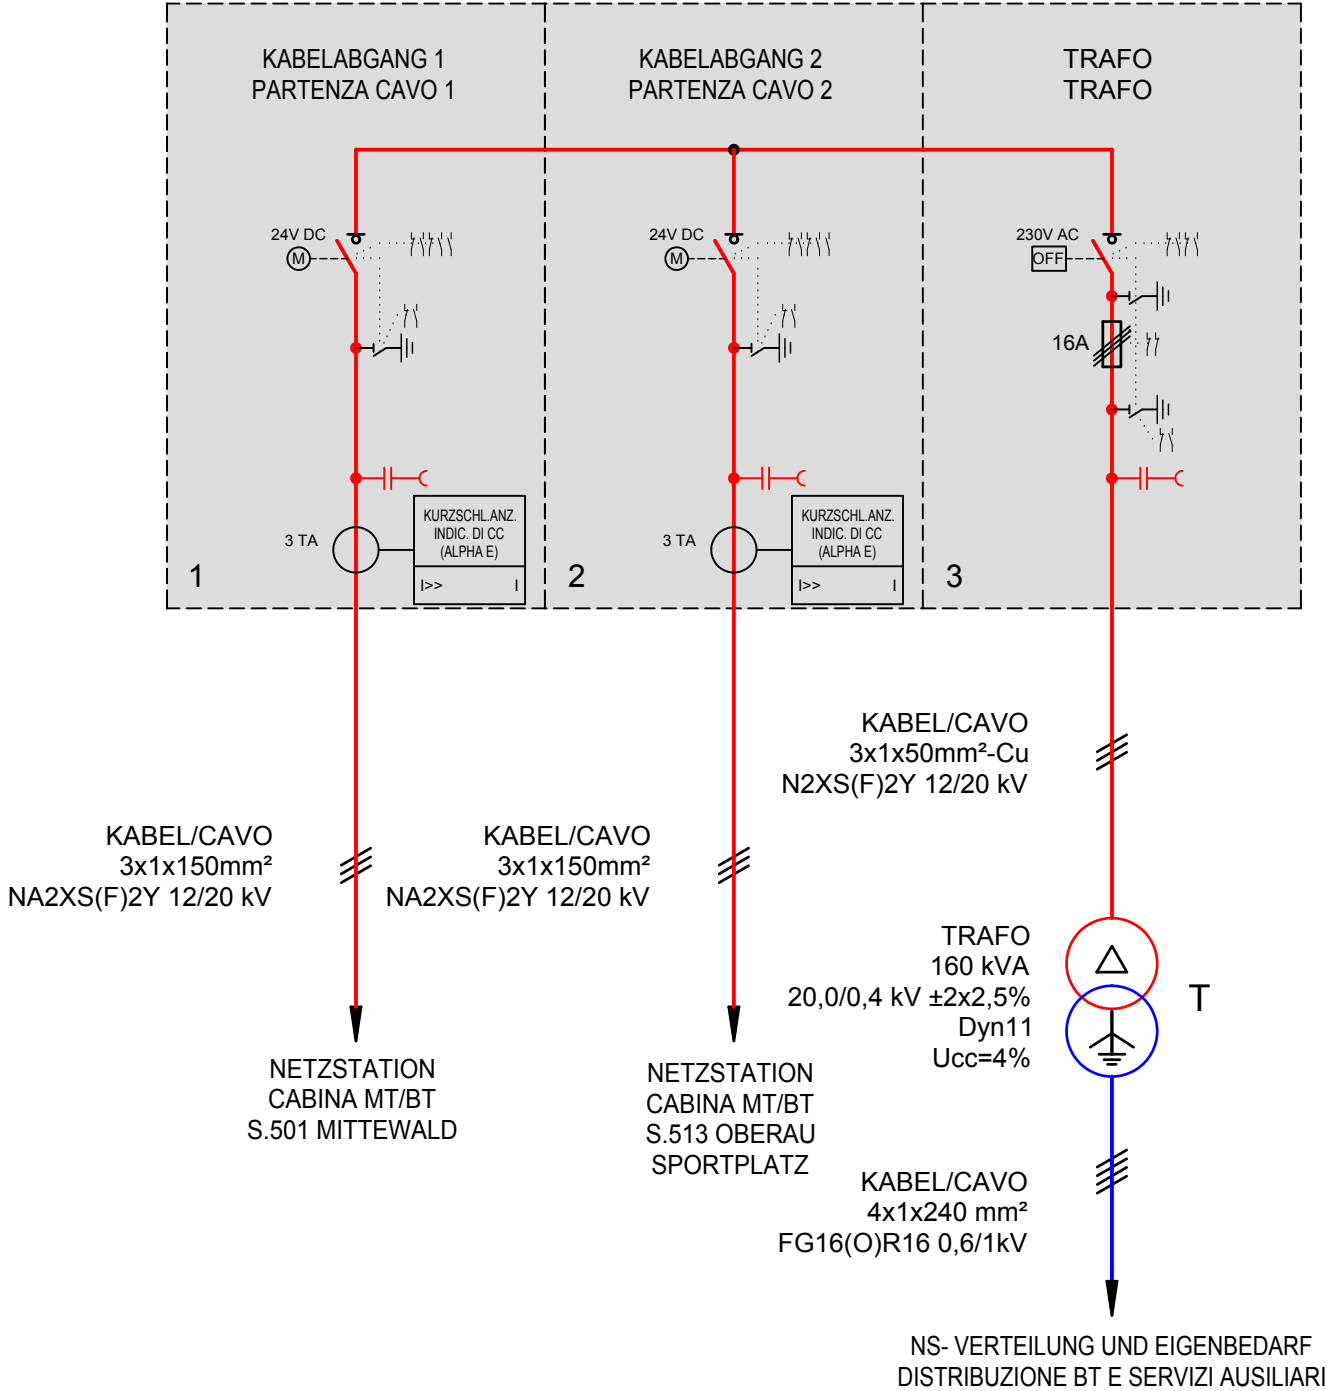 KABELABGANG 1
PARTENZA CAVO 1
KABELABGANG 2
PARTENZA CAVO 2
TRAFO
TRAFO
24V DC
M
24V DC
M
230V AC
OFF
16A
3 TA
KURZSCHL.ANZ.
INDIC. DI CC
(ALPHA E)
I>> I
1
3 TA
KURZSCHL.ANZ.
INDIC. DI CC
(ALPHA E)
I>> I
2
3
KABEL/CAVO
3x1x50mm²-Cu
N2XS(F)2Y 12/20 kV
KABEL/CAVO
3x1x150mm²
NA2XS(F)2Y 12/20 kV
KABEL/CAVO
3x1x150mm²
NA2XS(F)2Y 12/20 kV
TRAFO
160 kVA
20,0/0,4 kV ±2x2,5%
Dyn11
Ucc=4%
T
NETZSTATION
CABINA MT/BT
S.501 MITTEWALD
NETZSTATION
CABINA MT/BT
S.513 OBERAU
SPORTPLATZ
KABEL/CAVO
4x1x240 mm²
FG16(O)R16 0,6/1kV
NS- VERTEILUNG UND EIGENBEDARF
DISTRIBUZIONE BT E SERVIZI AUSILIARI